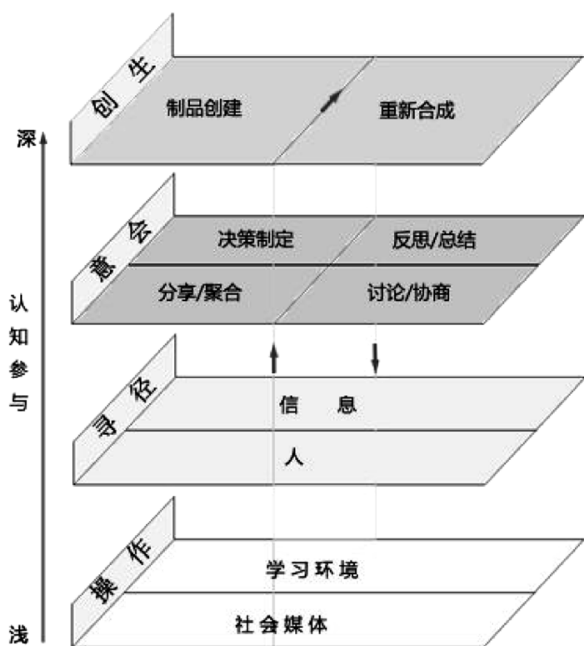 创生
制品创建
重新合成
深
意会
决策制定
反思/总结
分享/聚合
讨论/协商
认知参与
寻径
信 息
人
操作
学习环境
社会媒体
浅